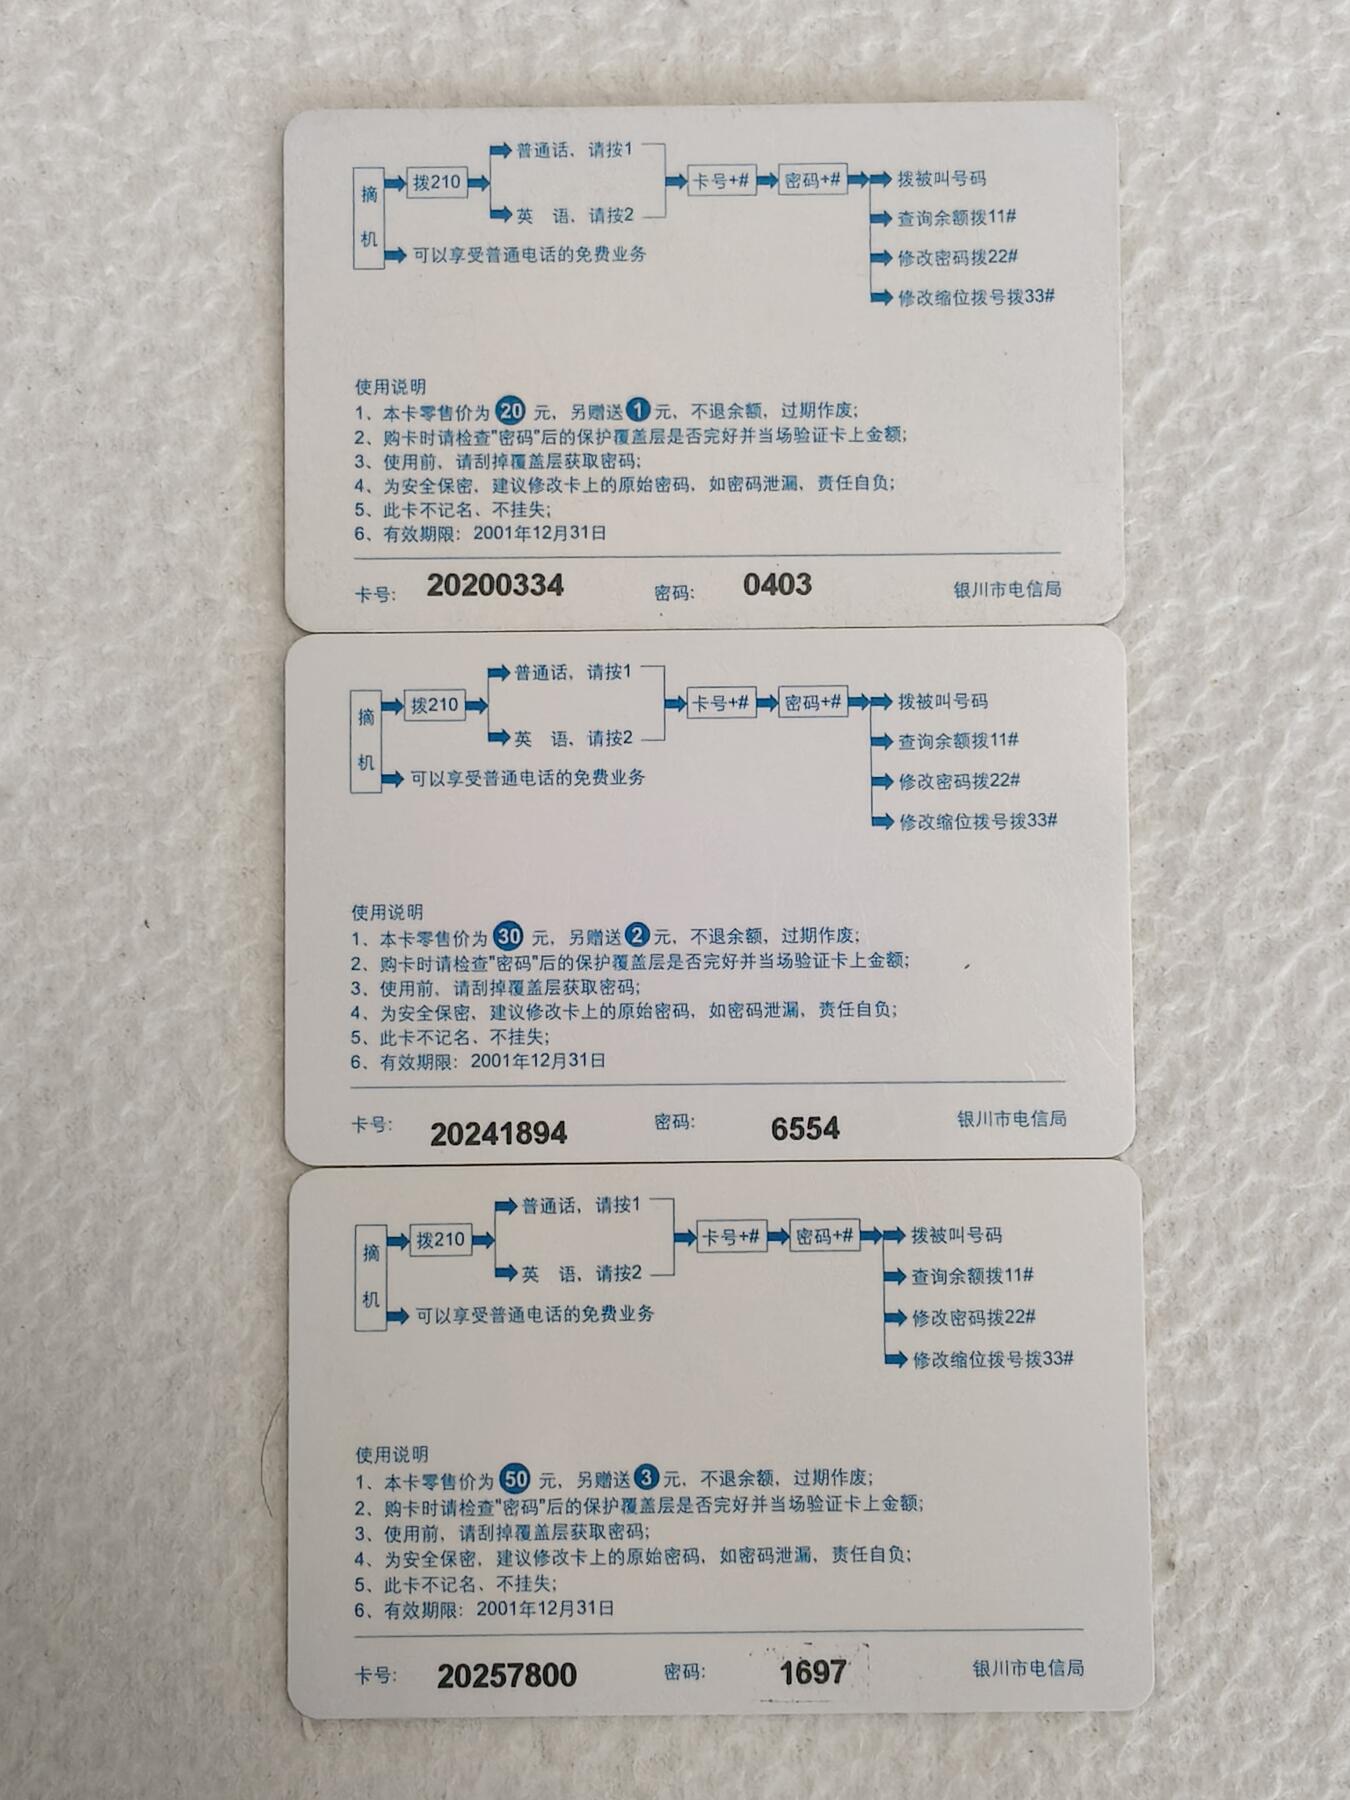 普通话、请按1
摘机
拨210
卡号+#
密码+#
拨被叫号码
英 语、请按2
查询余额拨11#
可以享受普通电话的免费业务
修改密码拨22#
修改缩位拨号拨33#
使用说明
1、本卡零售价为20元，另赠送1元，不退余额，过期作废;
2、购卡时请检查"密码"后的保护覆盖层是否完好并当场验证卡上金额;
3、使用前，请刮掉覆盖层获取密码;
4、为安全保密，建议修改卡上的原始密码，如密码泄漏，责任自负;
5、此卡不记名、不挂失;
6、有效期限: 2001年12月31日
卡号: 20200334 密码: 0403 银川市电信局
普通话、请按1
摘机
拨210
卡号+#
密码+#
拨被叫号码
英 语、请按2
查询余额拨11#
可以享受普通电话的免费业务
修改密码拨22#
修改缩位拨号拨33#
使用说明
1、本卡零售价为30元，另赠送2元，不退余额，过期作废;
2、购卡时请检查"密码"后的保护覆盖层是否完好并当场验证卡上金额;
3、使用前，请刮掉覆盖层获取密码;
4、为安全保密，建议修改卡上的原始密码，如密码泄漏，责任自负;
5、此卡不记名、不挂失;
6、有效期限: 2001年12月31日
卡号: 20241894 密码: 6554 银川市电信局
普通话、请按1
摘机
拨210
卡号+#
密码+#
拨被叫号码
英 语、请按2
查询余额拨11#
可以享受普通电话的免费业务
修改密码拨22#
修改缩位拨号拨33#
使用说明
1、本卡零售价为50元，另赠送3元，不退余额，过期作废;
2、购卡时请检查"密码"后的保护覆盖层是否完好并当场验证卡上金额;
3、使用前，请刮掉覆盖层获取密码;
4、为安全保密，建议修改卡上的原始密码，如密码泄漏，责任自负;
5、此卡不记名、不挂失;
6、有效期限: 2001年12月31日
卡号: 20257800 密码: 1697 银川市电信局